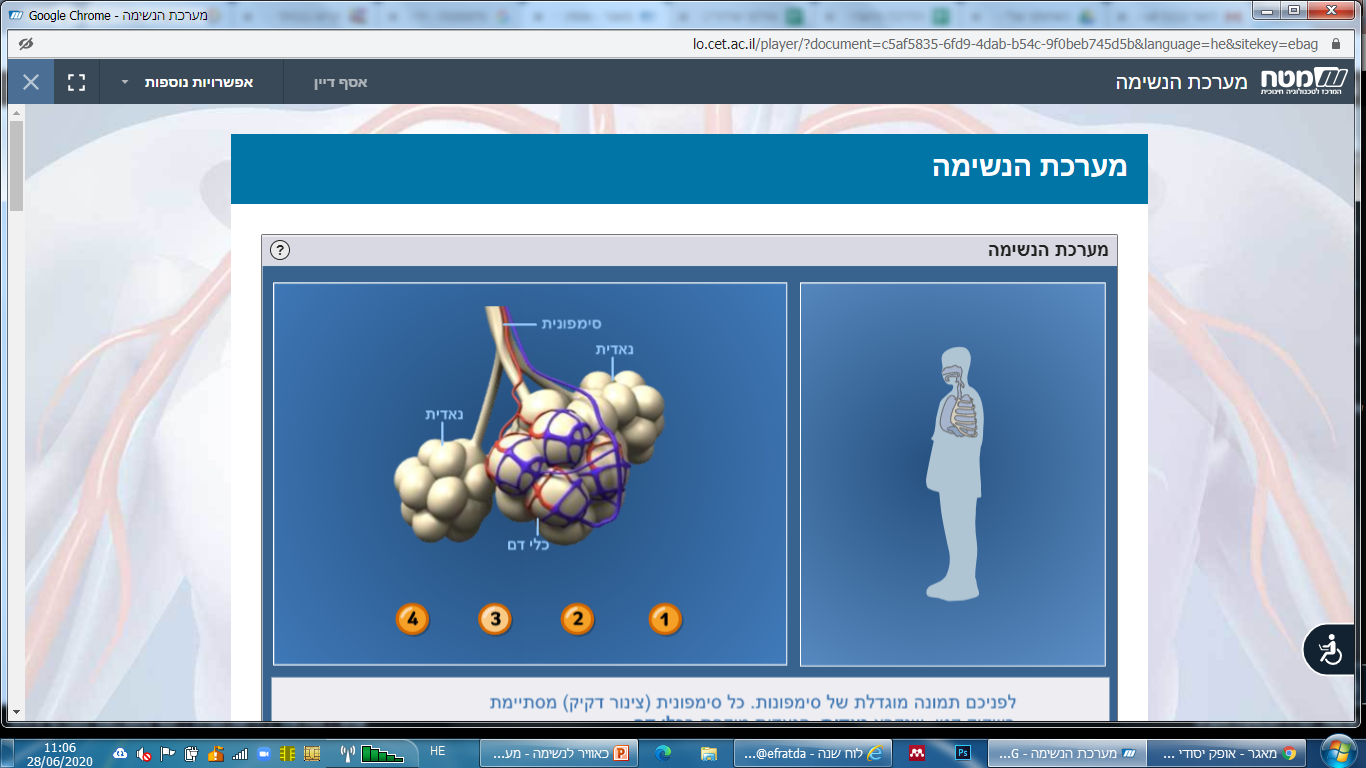 מערכת הנשימה - Google Chrome
lo.cet.ac.il/player/?document=c5af5835-6fd9-4dab-b54c-9f0beb745d5b&language=he&sitekey=ebag
מטח
המרכז לטכנולוגיה חינוכית
מערכת הנשימה
אסף דיין
אפשרויות נוספות
מערכת הנשימה
מערכת הנשימה
?
סימפונית
נאדית
נאדית
כלי דם
1
2
3
4
לפניכם תמונה מוגדלת של סימפונות. כל סימפונית (צינור דקיק) מסתיימת
מאגר - אופק יסודי ...
מערכת הנשימה - G...
Ps
לוח שנה - efratda@...
כאוויר לנשימה - מע...
HE
11:06
28/06/2020